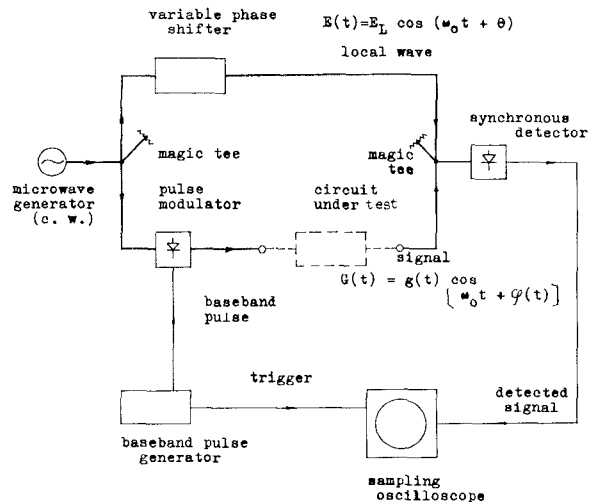 variable phase
shifter
E(t)=E_L cos (ω_o t + θ)
local wave
synchronous
detector
magic tee
magic
tee
microwave
generator
(c. w.)
pulse
modulator
circuit
under test
signal
G(t) = g(t) cos
[ω_o t + φ(t)]
baseband
pulse
trigger
detected
signal
baseband pulse
generator
sampling
oscilloscope